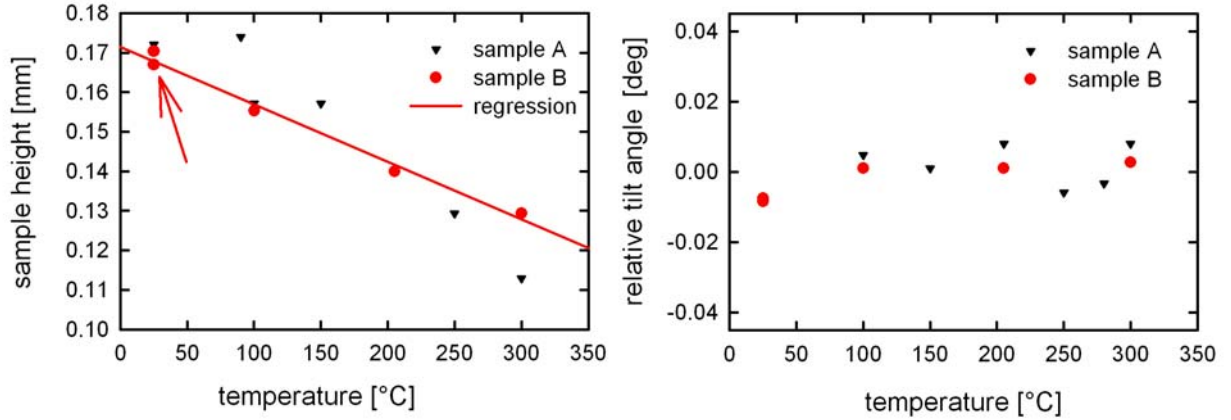 0.18
0.17
0.16
0.15
0.14
0.13
0.12
0.11
0.10
sample height [mm]
sample A
sample B
regression
0 50 100 150 200 250 300 350
temperature [°C]
0.04
0.02
0.00
-0.02
-0.04
relative tilt angle [deg]
sample A
sample B
0 50 100 150 200 250 300 350
temperature [°C]